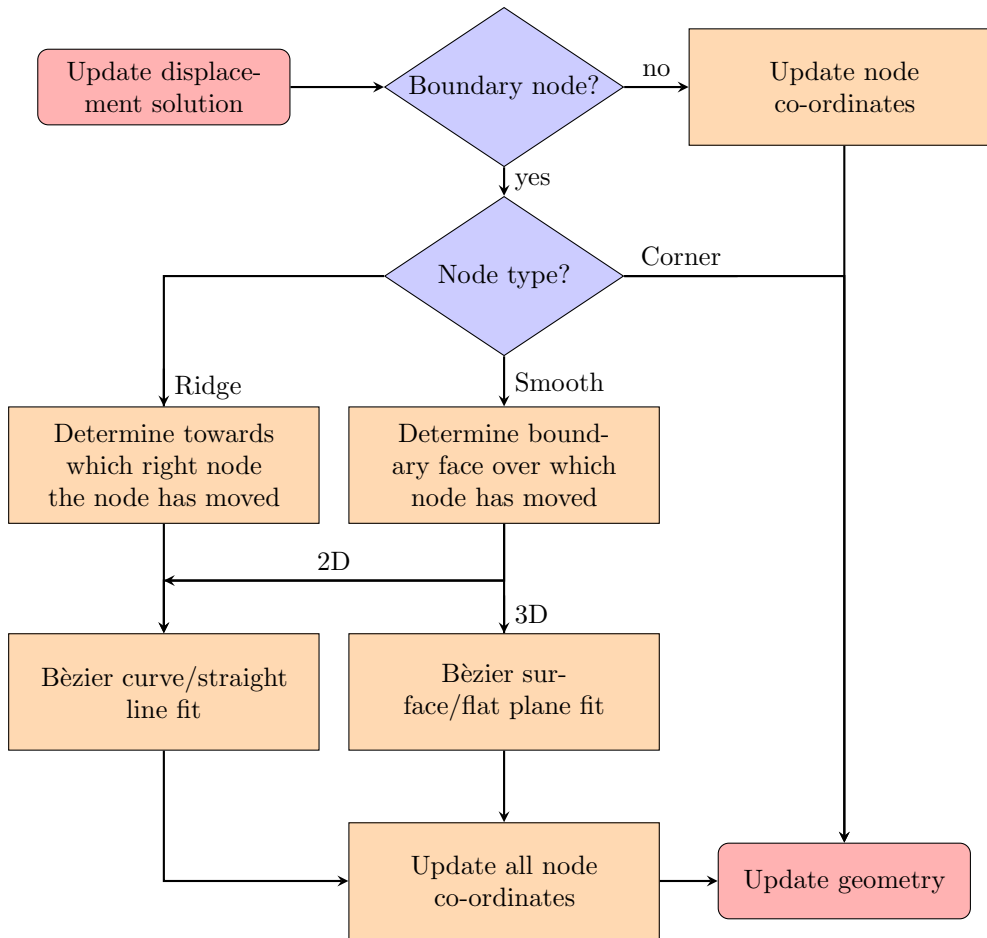 Update displace-
ment solution
Boundary node?
no
Update node
co-ordinates
yes
Node type?
Corner
Ridge
Smooth
Determine towards
which right node
the node has moved
Determine bound-
ary face over which
node has moved
2D
3D
Bèzier curve/straight
line fit
Bèzier sur-
face/flat plane fit
Update all node
co-ordinates
Update geometry